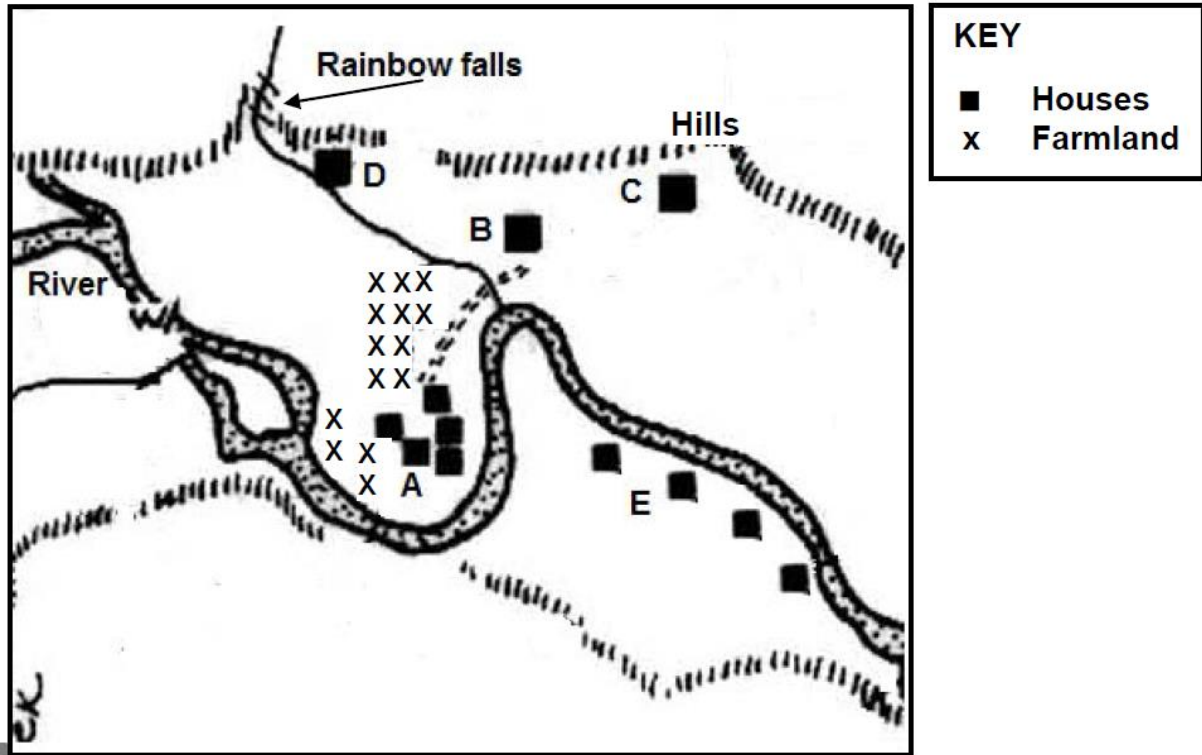 Rainbow falls
Hills
D
C
B
River
X X X
X X X
X X
X X
X
X X
X
A
E
KEY
Houses
x Farmland